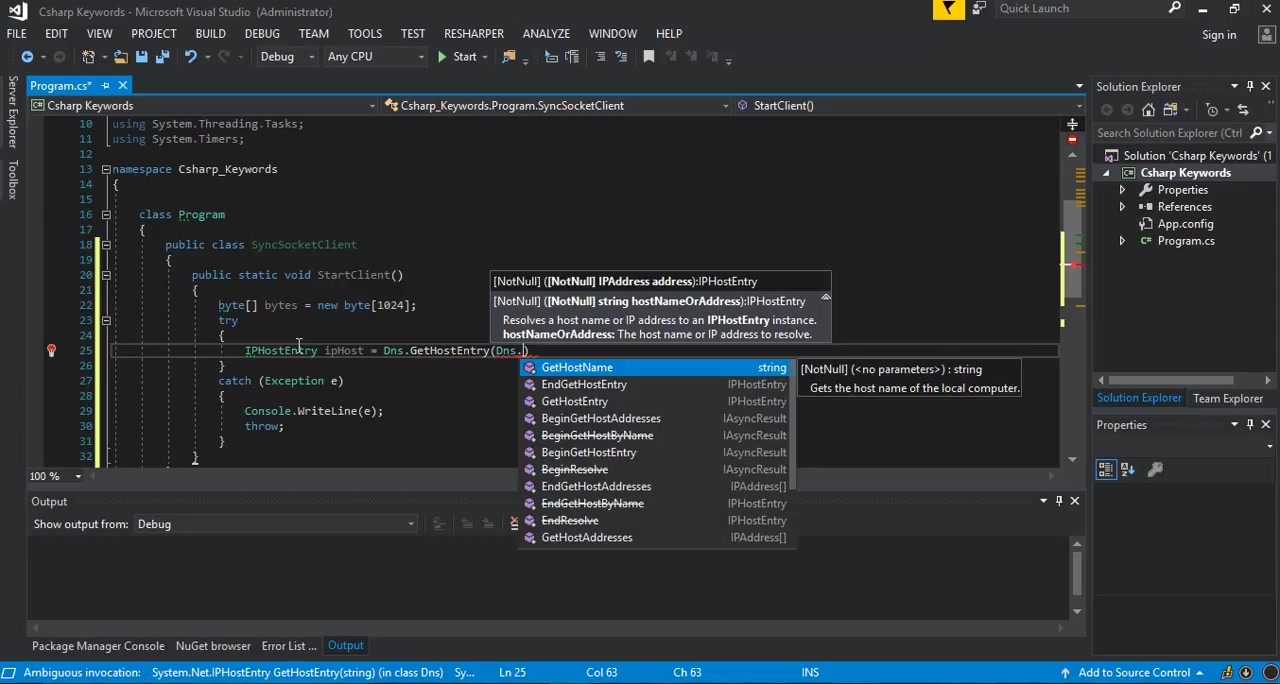 Csharp Keywords - Microsoft Visual Studio (Administrator)
Quick Launch
FILE EDIT VIEW PROJECT BUILD DEBUG TEAM TOOLS TEST RESHARPER ANALYZE WINDOW HELP
Sign in
Debug Any CPU Start
Server Explorer
Toolbox
Program.cs*
Csharp Keywords Csharp_Keywords.Program.SyncSocketClient StartClient()
10 using System.Threading.Tasks;
11 using System.Timers;
12
13 namespace Csharp_Keywords
14 {
15
16 class Program
17 {
18 public class SyncSocketClient
19 {
20 public static void StartClient()
21 {
22 byte[] bytes = new byte[1024];
23 try
24 {
25 IPHostEntry ipHost = Dns.GetHostEntry(Dns.)
26 }
27 catch (Exception e)
28 {
29 Console.WriteLine(e);
30 throw;
31 }
32 }
[NotNull] ([NotNull] IPAddress address):IPHostEntry
[NotNull] ([NotNull] string hostNameOrAddress):IPHostEntry
Resolves a host name or IP address to an IPHostEntry instance.
hostNameOrAddress: The host name or IP address to resolve.
GetHostName string
EndGetHostEntry IPHostEntry
GetHostEntry IPHostEntry
BeginGetHostAddresses IAsyncResult
BeginGetHostByName IAsyncResult
BeginGetHostEntry IAsyncResult
BeginResolve IAsyncResult
EndGetHostAddresses IPAddress[]
EndGetHostByName IPHostEntry
EndResolve IPHostEntry
GetHostAddresses IPAddress[]
[NotNull] (<no parameters>) : string
Gets the host name of the local computer.
100 %
Output
Show output from: Debug
Package Manager Console NuGet browser Error List ... Output
Solution Explorer
Search Solution Explorer (Ctrl
Solution 'Csharp Keywords' (1
Csharp Keywords
Properties
References
App.config
Program.cs
Solution Explorer Team Explorer
Properties
Ambiguous invocation: System.Net.IPHostEntry GetHostEntry(string) (in class Dns) Sy... Ln 25 Col 63 Ch 63 INS Add to Source Control